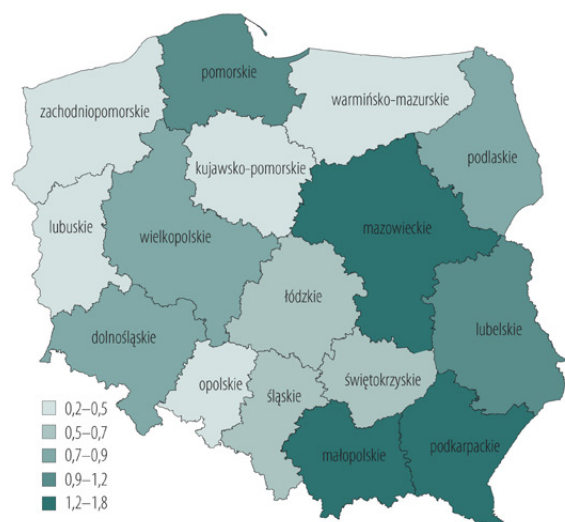 pomorskie
zachodniopomorskie
warmińsko-mazurskie
podlaskie
kujawsko-pomorskie
lubuskie
wielkopolskie
mazowieckie
łódzkie
dolnośląskie
lubelskie
opolskie
śląskie
świętokrzyskie
małopolskie
podkarpackie
0,2–0,5
0,5–0,7
0,7–0,9
0,9–1,2
1,2–1,8